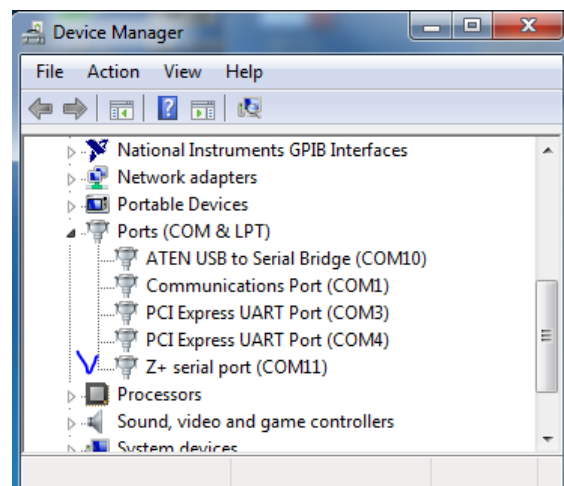 Device Manager
File Action View Help
National Instruments GPIB Interfaces
Network adapters
Portable Devices
Ports (COM & LPT)
ATEN USB to Serial Bridge (COM10)
Communications Port (COM1)
PCI Express UART Port (COM3)
PCI Express UART Port (COM4)
Z+ serial port (COM11)
Processors
Sound, video and game controllers
System devices